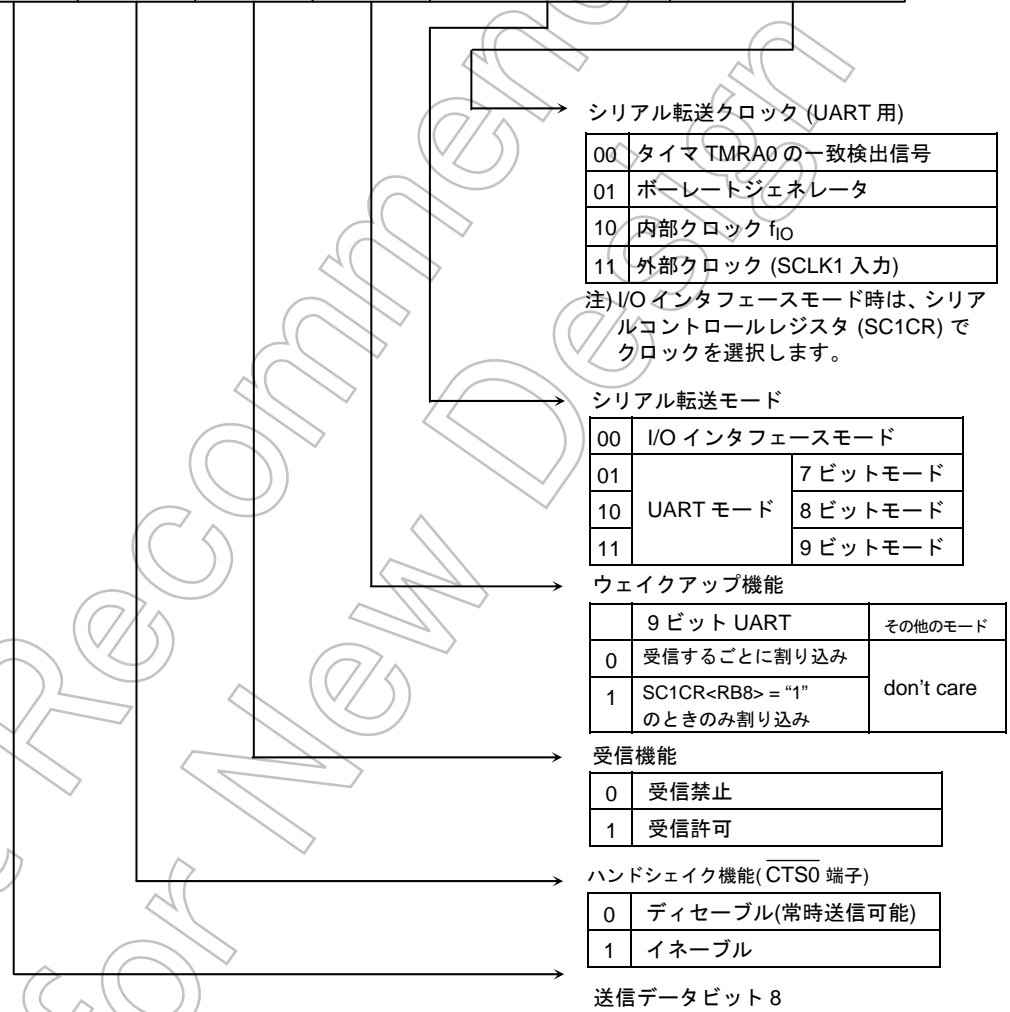 シリアル転送クロック (UART 用)
00 タイマ TMRA0 の一致検出信号
01 ボーレートジェネレータ
10 内部クロック fIO
11 外部クロック (SCLK1 入力)
注) I/O インタフェースモード時は、シリア
ルコントロールレジスタ (SC1CR) で
クロックを選択します。
シリアル転送モード
00 I/O インタフェースモード
01 7 ビットモード
10 UART モード 8 ビットモード
11 9 ビットモード
ウェイクアップ機能
9 ビット UART その他のモード
0 受信するごとに割り込み
1 SC1CR<RB8> = “1” don't care
のときのみ割り込み
受信機能
0 受信禁止
1 受信許可
ハンドシェイク機能( CTS0 端子)
0 ディセーブル(常時送信可能)
1 イネーブル
送信データビット 8
Recommen
for New Design